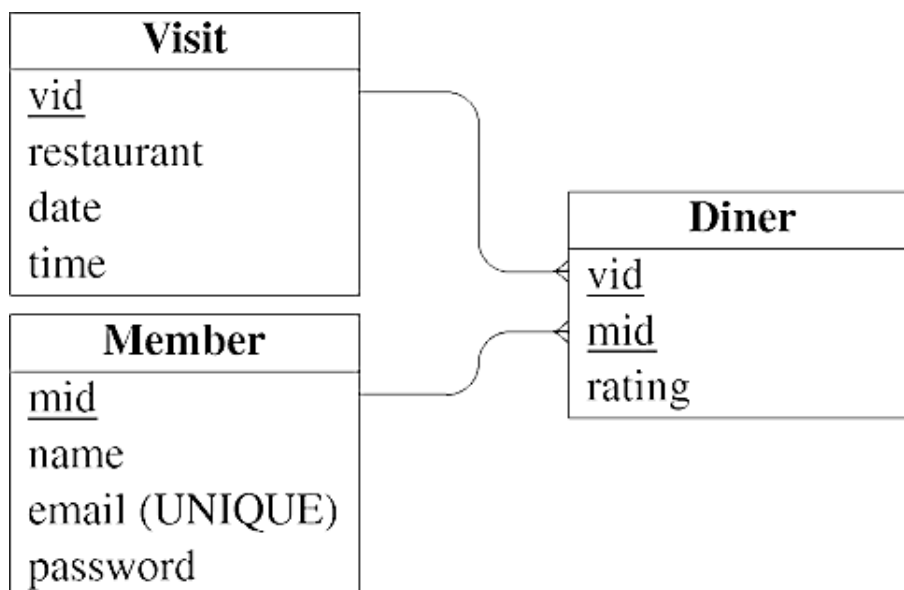 Visit
vid
restaurant
date
time
Member
mid
name
email (UNIQUE)
password
Diner
vid
mid
rating